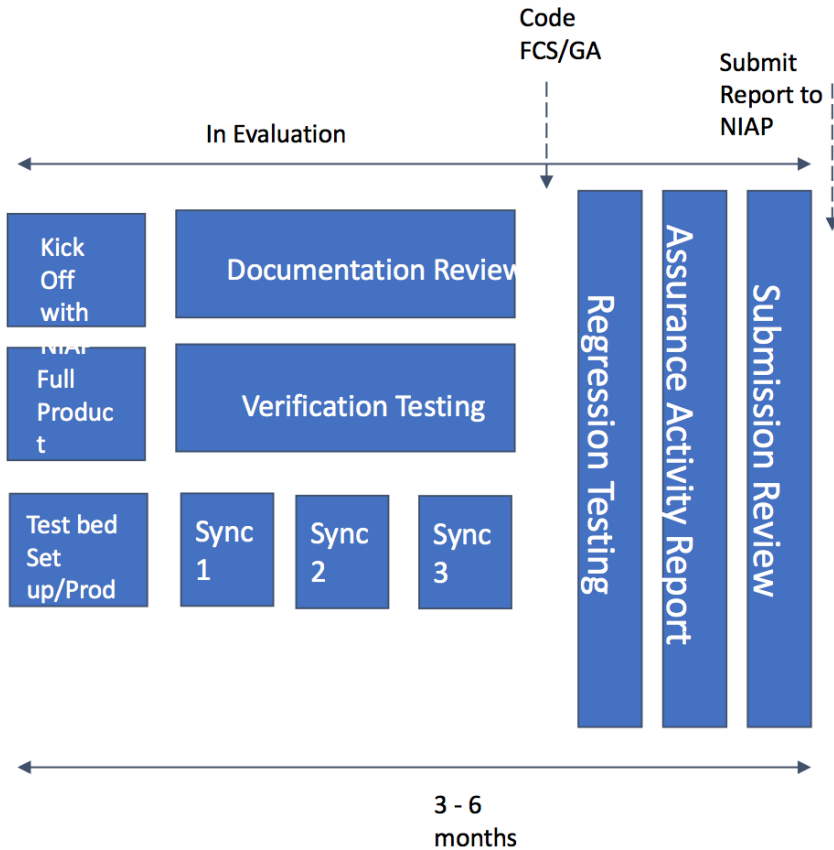 Code
FCS/GA
Submit
Report to
NIAP
In Evaluation
Kick
Off
with
NIAP
Documentation Review
Full
Produc
t
Verification Testing
Test bed
Set
up/Prod
Sync
1
Sync
2
Sync
3
Regression Testing
Assurance Activity Report
Submission Review
3 - 6
months